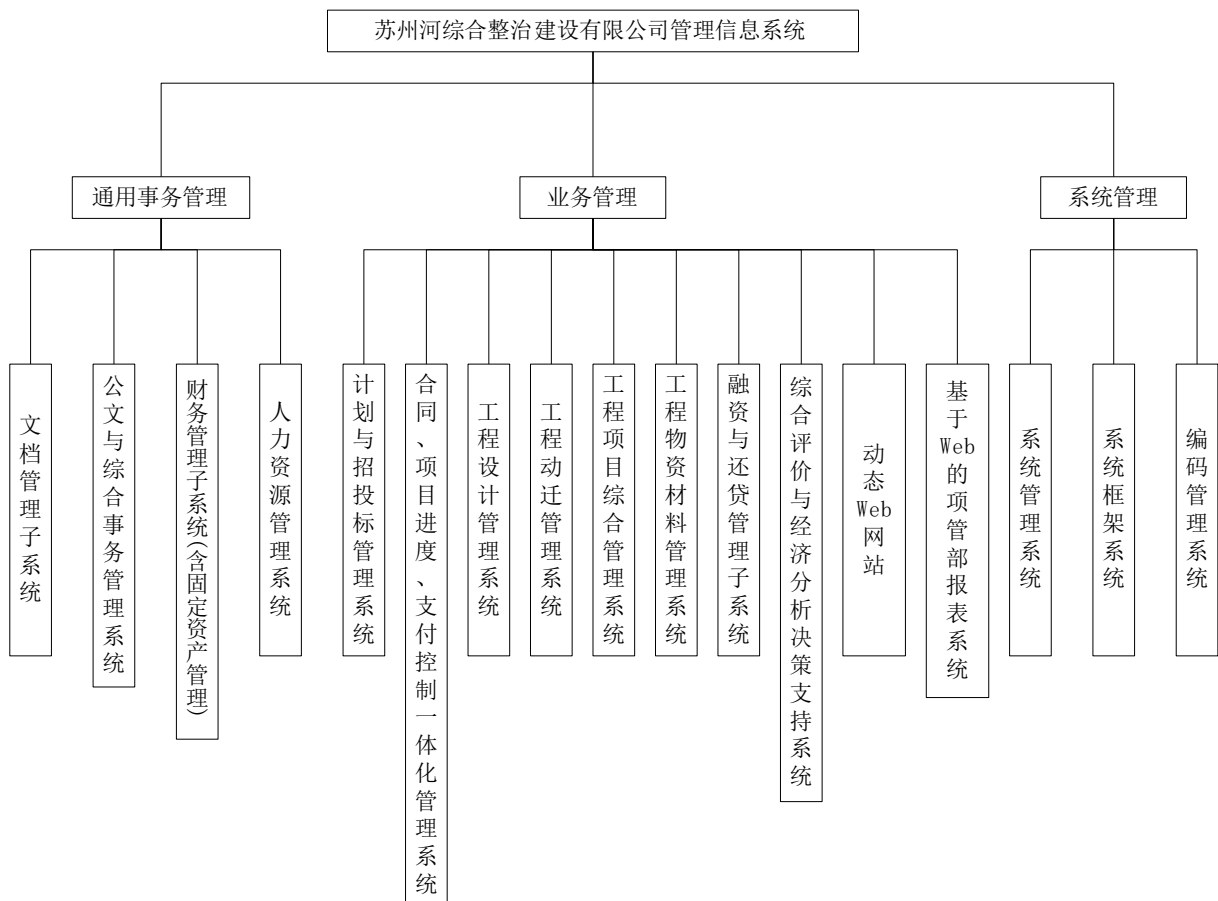 苏州河综合整治建设有限公司管理信息系统
通用事务管理
业务管理
系统管理
文档管理子系统
公文与综合事务管理系统
财务管理子系统(含固定资产管理)
人力资源管理系统
计划与招投标管理系统
合同、项目进度、支付控制一体化管理系统
工程设计管理系统
工程动迁管理系统
工程项目综合管理系统
工程物资材料管理系统
融资与还贷管理子系统
综合评价与经济分析决策支持系统
动态Web网站
基于Web的项管部报表系统
系统管理系统
系统框架系统
编码管理系统